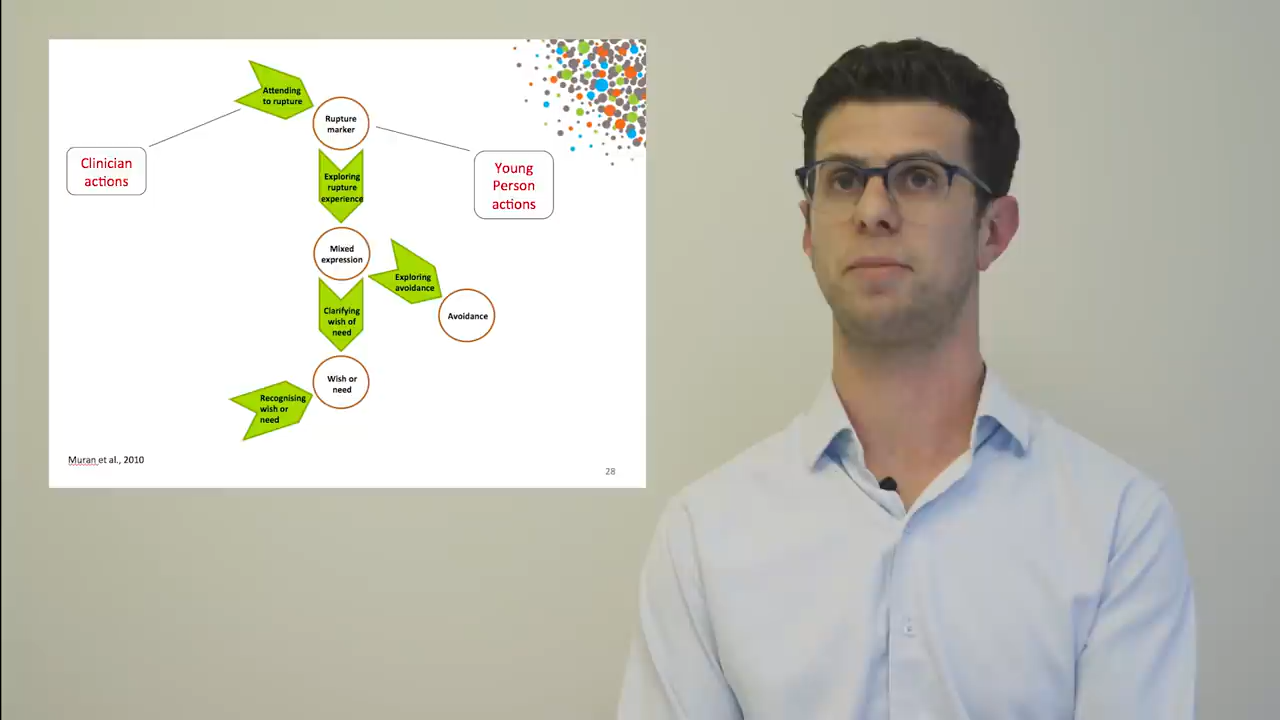 Attending
to rupture
Rupture
marker
Clinician
actions
Young
Person
actions
Exploring
rupture
experience
Mixed
expression
Exploring
avoidance
Avoidance
Clarifying
wish of
need
Wish or
need
Recognising
wish or
need
Muran et al., 2010
28